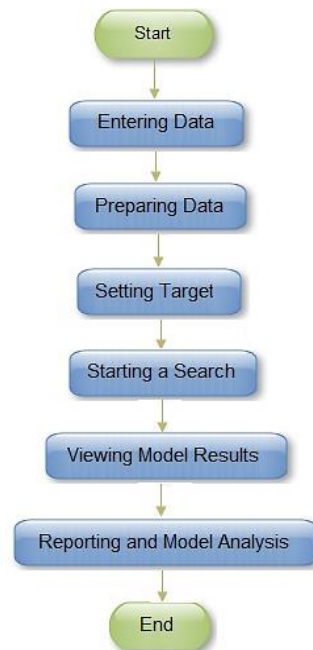 Start
Entering Data
Preparing Data
Setting Target
Starting a Search
Viewing Model Results
Reporting and Model Analysis
End